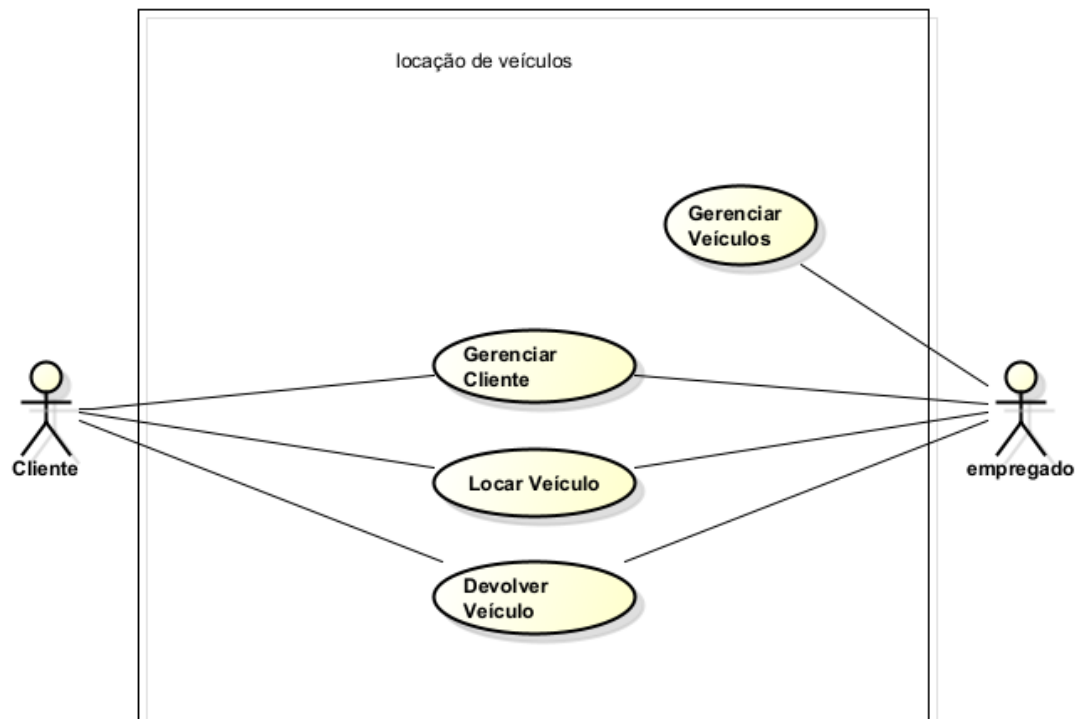 locação de veículos
Gerenciar
Veículos
Gerenciar
Cliente
Cliente
empregado
Locar Veículo
Devolver
Veículo